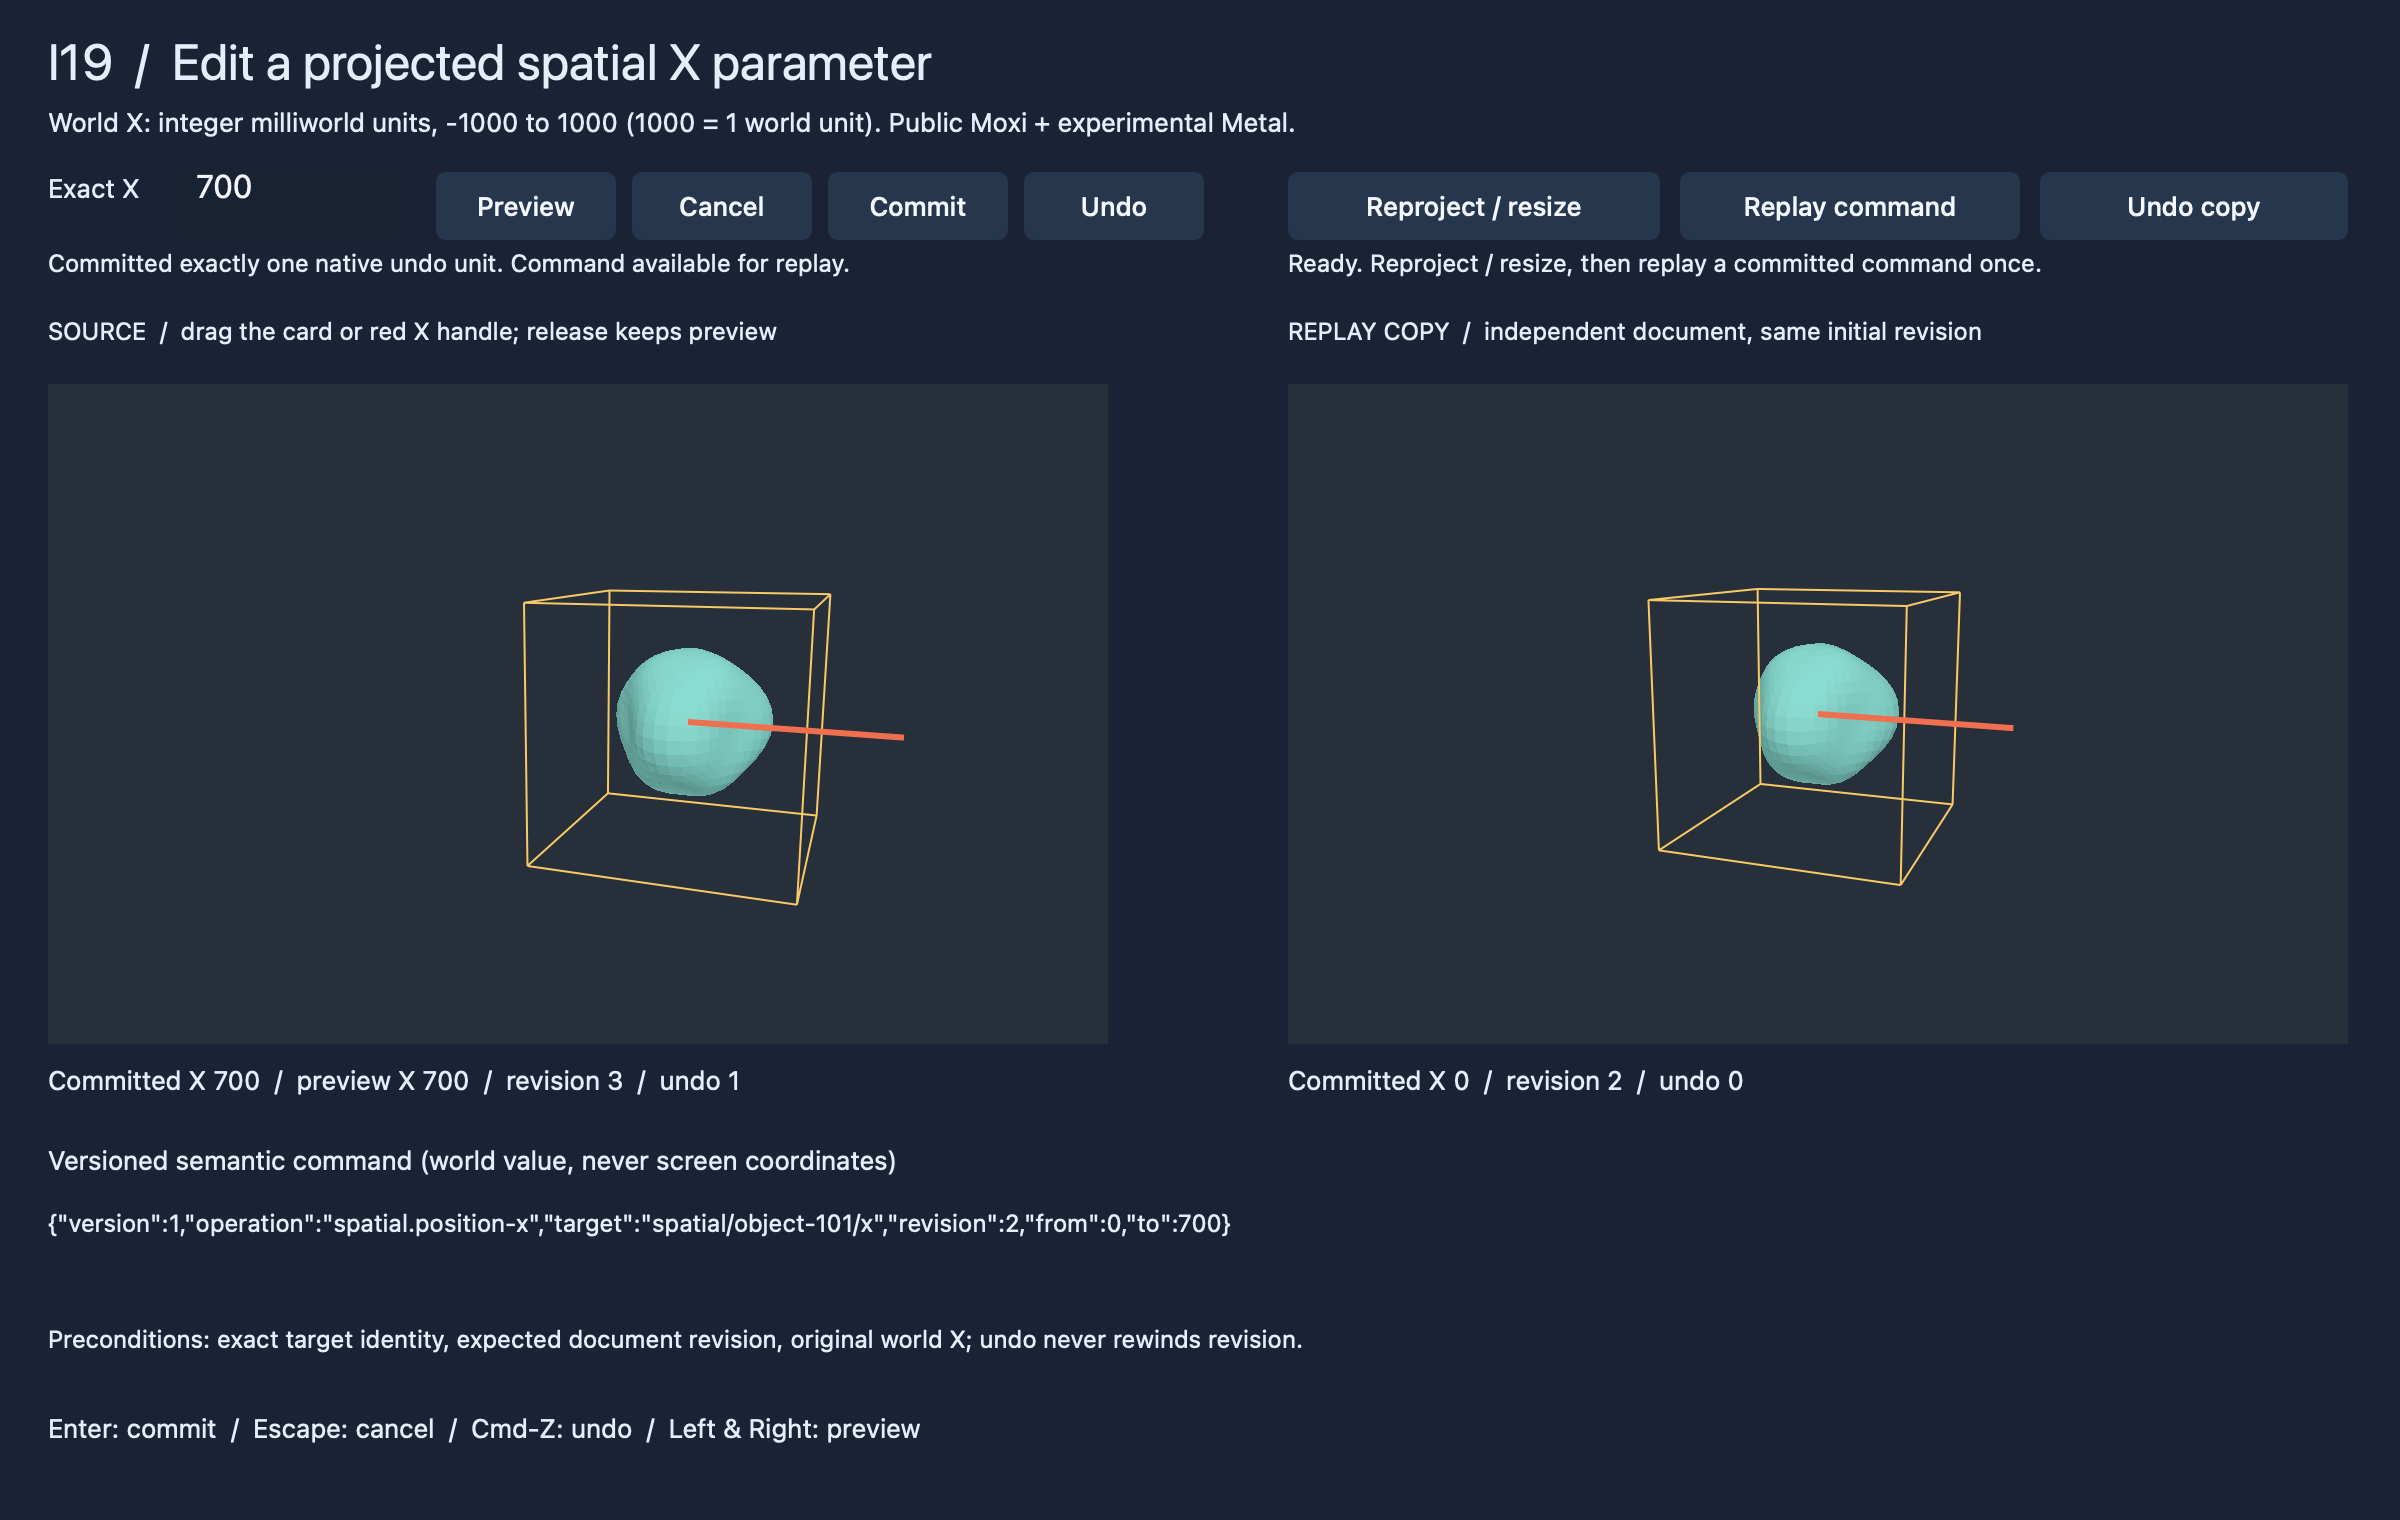 I19 / Edit a projected spatial X parameter
World X: integer milliworld units, -1000 to 1000 (1000 = 1 world unit). Public Moxi + experimental Metal.
Exact X 700 Preview Cancel Commit Undo Reproject / resize Replay command Undo copy
Committed exactly one native undo unit. Command available for replay. Ready. Reproject / resize, then replay a committed command once.
SOURCE / drag the card or red X handle; release keeps preview REPLAY COPY / independent document, same initial revision
Committed X 700 / preview X 700 / revision 3 / undo 1 Committed X 0 / revision 2 / undo 0
Versioned semantic command (world value, never screen coordinates)
{"version":1,"operation":"spatial.position-x","target":"spatial/object-101/x","revision":2,"from":0,"to":700}
Preconditions: exact target identity, expected document revision, original world X; undo never rewinds revision.
Enter: commit / Escape: cancel / Cmd-Z: undo / Left & Right: preview